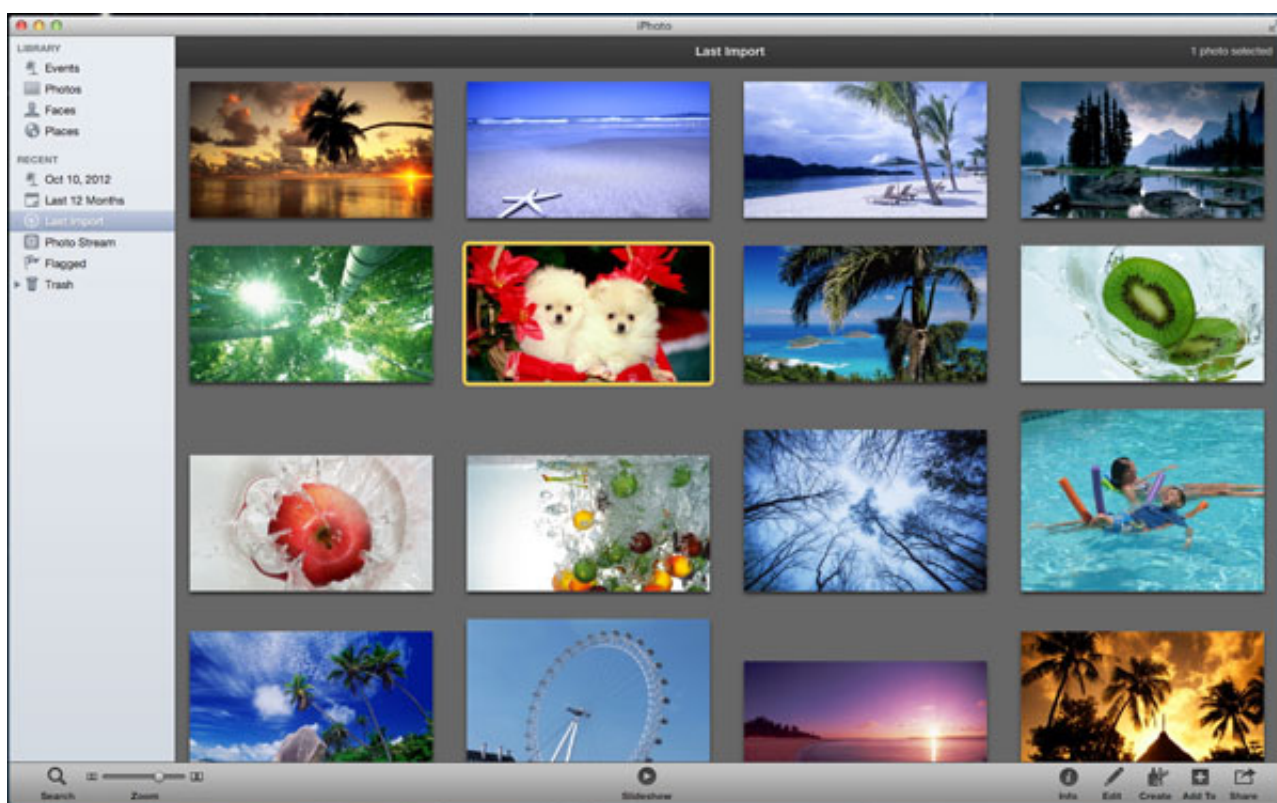 iPhoto
LIBRARY
Last Import
1 photo selected
Events
Photos
Faces
Places
RECENT
Oct 10, 2012
Last 12 Months
Last Import
Photo Stream
Flagged
Trash
Search
Zoom
Slideshow
Info
Edit
Create
Add To
Share